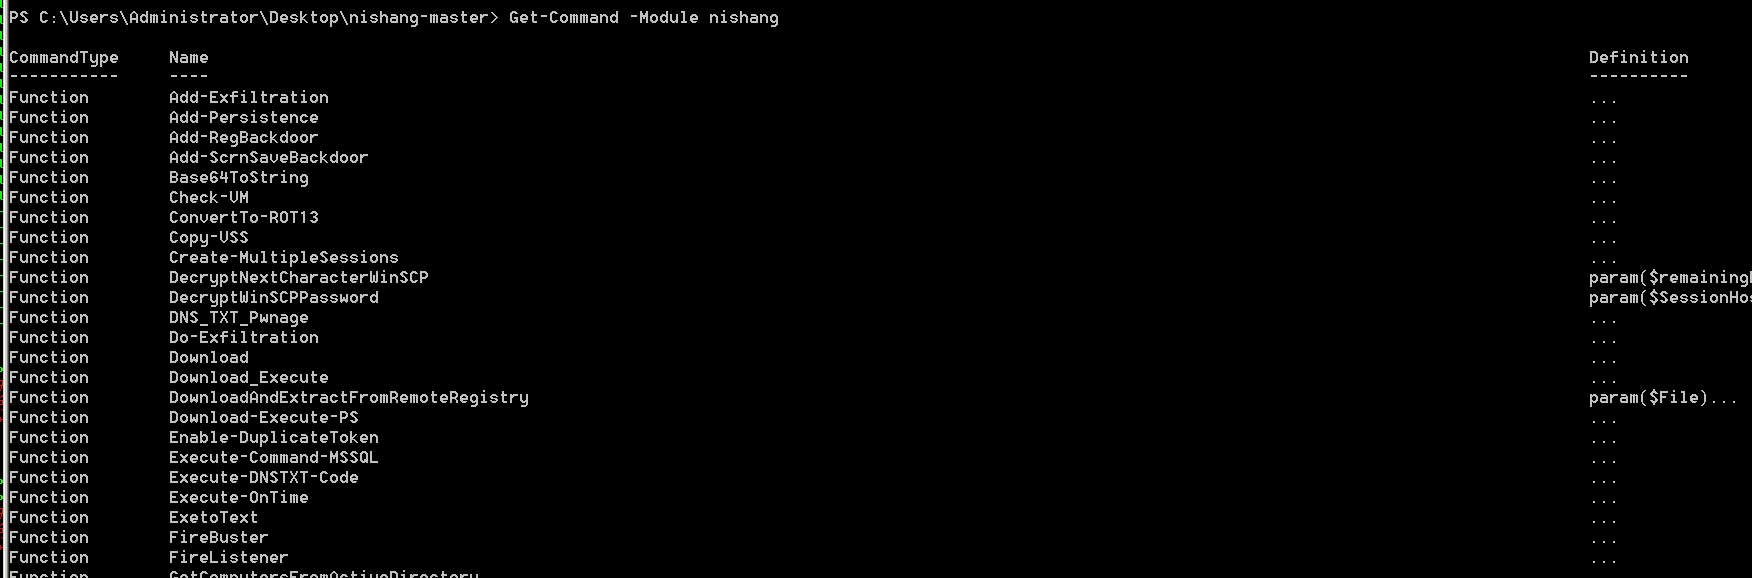 PS C:\Users\Administrator\Desktop\nishang-master> Get-Command -Module nishang
CommandType Name Definition
----------- ---- ----------
Function Add-Exfiltration ...
Function Add-Persistence ...
Function Add-RegBackdoor ...
Function Add-ScrnSaveBackdoor ...
Function Base64ToString ...
Function Check-VM ...
Function ConvertTo-ROT13 ...
Function Copy-VSS ...
Function Create-MultipleSessions ...
Function DecryptNextCharacterWinSCP param($remaining
Function DecryptWinSCPPassword param($SessionHos
Function DNS_TXT_Pwnage ...
Function Do-Exfiltration ...
Function Download ...
Function Download_Execute ...
Function DownloadAndExtractFromRemoteRegistry param($File)...
Function Download-Execute-PS ...
Function Enable-DuplicateToken ...
Function Execute-Command-MSSQL ...
Function Execute-DNSTXT-Code ...
Function Execute-OnTime ...
Function ExetoText ...
Function FireBuster ...
Function FireListener ...
Function GetComputersFromActiveDirectory